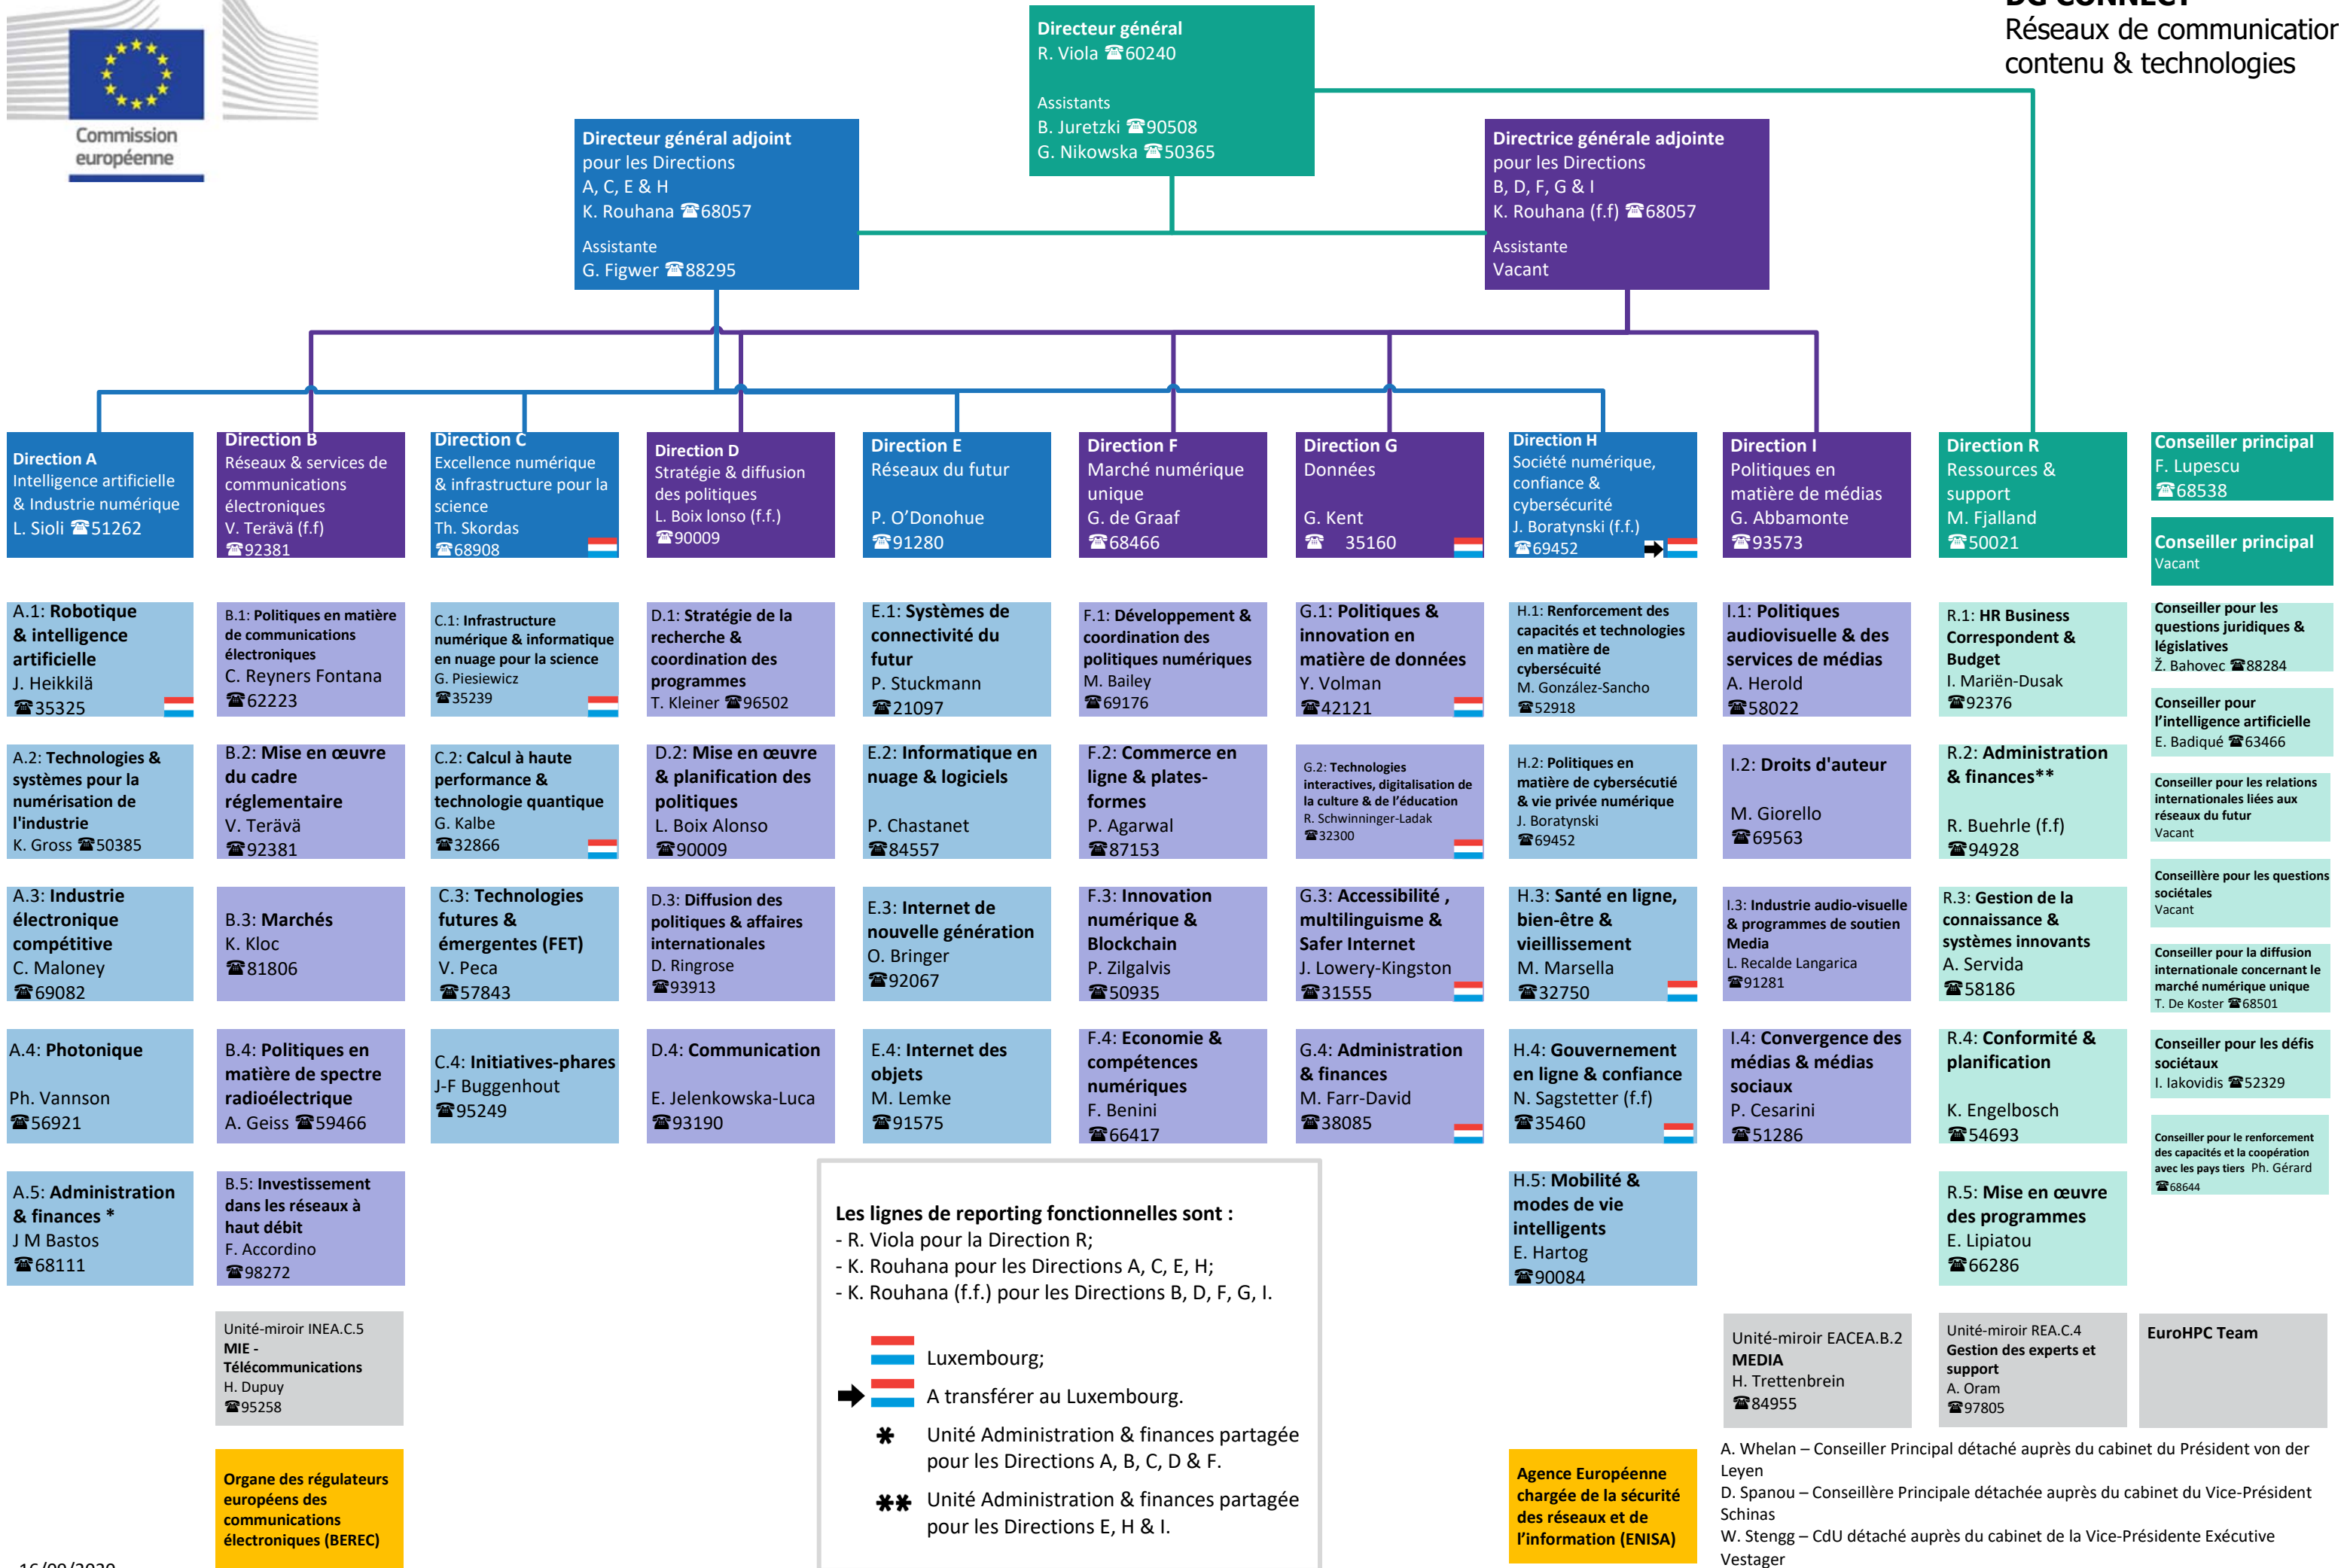 Commission
européenne
DG CONNECT
Réseaux de communication
contenu & technologies
Directeur général
R. Viola ☎60240
Assistants
B. Juretzki ☎90508
G. Nikowska ☎50365
Directeur général adjoint
pour les Directions
A, C, E & H
K. Rouhana ☎68057
Assistante
G. Figwer ☎88295
Directrice générale adjointe
pour les Directions
B, D, F, G & I
K. Rouhana (f.f) ☎68057
Assistante
Vacant
Direction A
Intelligence artificielle
& Industrie numérique
L. Sioli ☎51262
Direction B
Réseaux & services de
communications
électroniques
V. Terävä (f.f)
☎92381
Direction C
Excellence numérique
& infrastructure pour la
science
Th. Skordas
☎68908
Direction D
Stratégie & diffusion
des politiques
L. Boix lonso (f.f.)
☎90009
Direction E
Réseaux du futur
P. O’Donohue
☎91280
Direction F
Marché numérique
unique
G. de Graaf
☎68466
Direction G
Données
G. Kent
☎ 35160
Direction H
Société numérique,
confiance &
cybersécurité
J. Boratynski (f.f.)
☎69452
Direction I
Politiques en
matière de médias
G. Abbamonte
☎93573
Direction R
Ressources &
support
M. Fjalland
☎50021
Conseiller principal
F. Lupescu
☎68538
Conseiller principal
Vacant
A.1: Robotique
& intelligence
artificielle
J. Heikkilä
☎35325
B.1: Politiques en matière
de communications
électroniques
C. Reyners Fontana
☎62223
C.1: Infrastructure
numérique & informatique
en nuage pour la science
G. Piesiewicz
☎35239
D.1: Stratégie de la
recherche &
coordination des
programmes
T. Kleiner ☎96502
E.1: Systèmes de
connectivité du
futur
P. Stuckmann
☎21097
F.1: Développement &
coordination des
politiques numériques
M. Bailey
☎69176
G.1: Politiques &
innovation en
matière de données
Y. Volman
☎42121
H.1: Renforcement des
capacités et technologies
en matière de
cybersécuité
M. González-Sancho
☎52918
I.1: Politiques
audiovisuelle & des
services de médias
A. Herold
☎58022
R.1: HR Business
Correspondent &
Budget
I. Mariën-Dusak
☎92376
Conseiller pour les
questions juridiques &
législatives
Ž. Bahovec ☎88284
Conseiller pour
l’intelligence artificielle
E. Badiqué ☎63466
A.2: Technologies &
systèmes pour la
numérisation de
l'industrie
K. Gross ☎50385
B.2: Mise en œuvre
du cadre
réglementaire
V. Terävä
☎92381
C.2: Calcul à haute
performance &
technologie quantique
G. Kalbe
☎32866
D.2: Mise en œuvre
& planification des
politiques
L. Boix Alonso
☎90009
E.2: Informatique en
nuage & logiciels
P. Chastanet
☎84557
F.2: Commerce en
ligne & plates-
formes
P. Agarwal
☎87153
G.2: Technologies
interactives, digitalisation de
la culture & de l’éducation
R. Schwinninger-Ladak
☎32300
H.2: Politiques en
matière de cybersécutié
& vie privée numérique
J. Boratynski
☎69452
I.2: Droits d'auteur
M. Giorello
☎69563
R.2: Administration
& finances**
R. Buehrle (f.f)
☎94928
Conseiller pour les relations
internationales liées aux
réseaux du futur
Vacant
Conseillère pour les questions
sociétales
Vacant
A.3: Industrie
électronique
compétitive
C. Maloney
☎69082
B.3: Marchés
K. Kloc
☎81806
C.3: Technologies
futures &
émergentes (FET)
V. Peca
☎57843
D.3: Diffusion des
politiques & affaires
internationales
D. Ringrose
☎93913
E.3: Internet de
nouvelle génération
O. Bringer
☎92067
F.3: Innovation
numérique &
Blockchain
P. Zilgalvis
☎50935
G.3: Accessibilité ,
multilinguisme &
Safer Internet
J. Lowery-Kingston
☎31555
H.3: Santé en ligne,
bien-être &
vieillissement
M. Marsella
☎32750
I.3: Industrie audio-visuelle
& programmes de soutien
Media
L. Recalde Langarica
☎91281
R.3: Gestion de la
connaissance &
systèmes innovants
A. Servida
☎58186
Conseiller pour la diffusion
internationale concernant le
marché numérique unique
T. De Koster ☎68501
A.4: Photonique
Ph. Vannson
☎56921
B.4: Politiques en
matière de spectre
radioélectrique
A. Geiss ☎59466
C.4: Initiatives-phares
J-F Buggenhout
☎95249
D.4: Communication
E. Jelenkowska-Luca
☎93190
E.4: Internet des
objets
M. Lemke
☎91575
F.4: Economie &
compétences
numériques
F. Benini
☎66417
G.4: Administration
& finances
M. Farr-David
☎38085
H.4: Gouvernement
en ligne & confiance
N. Sagstetter (f.f)
☎35460
I.4: Convergence des
médias & médias
sociaux
P. Cesarini
☎51286
R.4: Conformité &
planification
K. Engelbosch
☎54693
Conseiller pour les défis
sociétaux
I. Iakovidis ☎52329
Conseiller pour le renforcement
des capacités et la coopération
avec les pays tiers Ph. Gérard
☎68644
A.5: Administration
& finances *
J M Bastos
☎68111
B.5: Investissement
dans les réseaux à
haut débit
F. Accordino
☎98272
H.5: Mobilité &
modes de vie
intelligents
E. Hartog
☎90084
R.5: Mise en œuvre
des programmes
E. Lipiatou
☎66286
Les lignes de reporting fonctionnelles sont :
- R. Viola pour la Direction R;
- K. Rouhana pour les Directions A, C, E, H;
- K. Rouhana (f.f.) pour les Directions B, D, F, G, I.
Luxembourg;
A transférer au Luxembourg.
* Unité Administration & finances partagée
pour les Directions A, B, C, D & F.
** Unité Administration & finances partagée
pour les Directions E, H & I.
Unité-miroir INEA.C.5
MIE -
Télécommunications
H. Dupuy
☎95258
Unité-miroir EACEA.B.2
MEDIA
H. Trettenbrein
☎84955
Unité-miroir REA.C.4
Gestion des experts et
support
A. Oram
☎97805
EuroHPC Team
Organe des régulateurs
européens des
communications
électroniques (BEREC)
Agence Européenne
chargée de la sécurité
des réseaux et de
l’information (ENISA)
A. Whelan – Conseiller Principal détaché auprès du cabinet du Président von der
Leyen
D. Spanou – Conseillère Principale détachée auprès du cabinet du Vice-Président
Schinas
W. Stengg – CdU détaché auprès du cabinet de la Vice-Présidente Exécutive
Vestager
16/09/2020